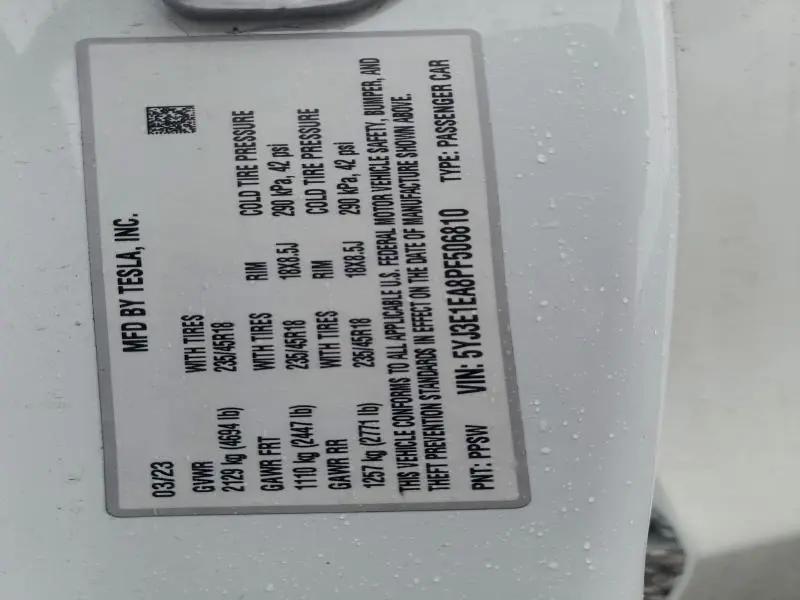 MFD BY TESLA, INC.
03/23
GVWR WITH TIRES
2129 kg (4694 lb) 235/45R18
GAWR FRT WITH TIRES RIM COLD TIRE PRESSURE
1110 kg (2447 lb) 235/45R18 18X8.5J 290 kPa, 42 psi
GAWR RR WITH TIRES RIM COLD TIRE PRESSURE
1257 kg (2771 lb) 235/45R18 18X8.5J 290 kPa, 42 psi
THIS VEHICLE CONFORMS TO ALL APPLICABLE U.S. FEDERAL MOTOR VEHICLE SAFETY, BUMPER, AND
THEFT PREVENTION STANDARDS IN EFFECT ON THE DATE OF MANUFACTURE SHOWN ABOVE.
PNT: PPSW VIN: 5YJ3E1EA8PF506810 TYPE: PASSENGER CAR